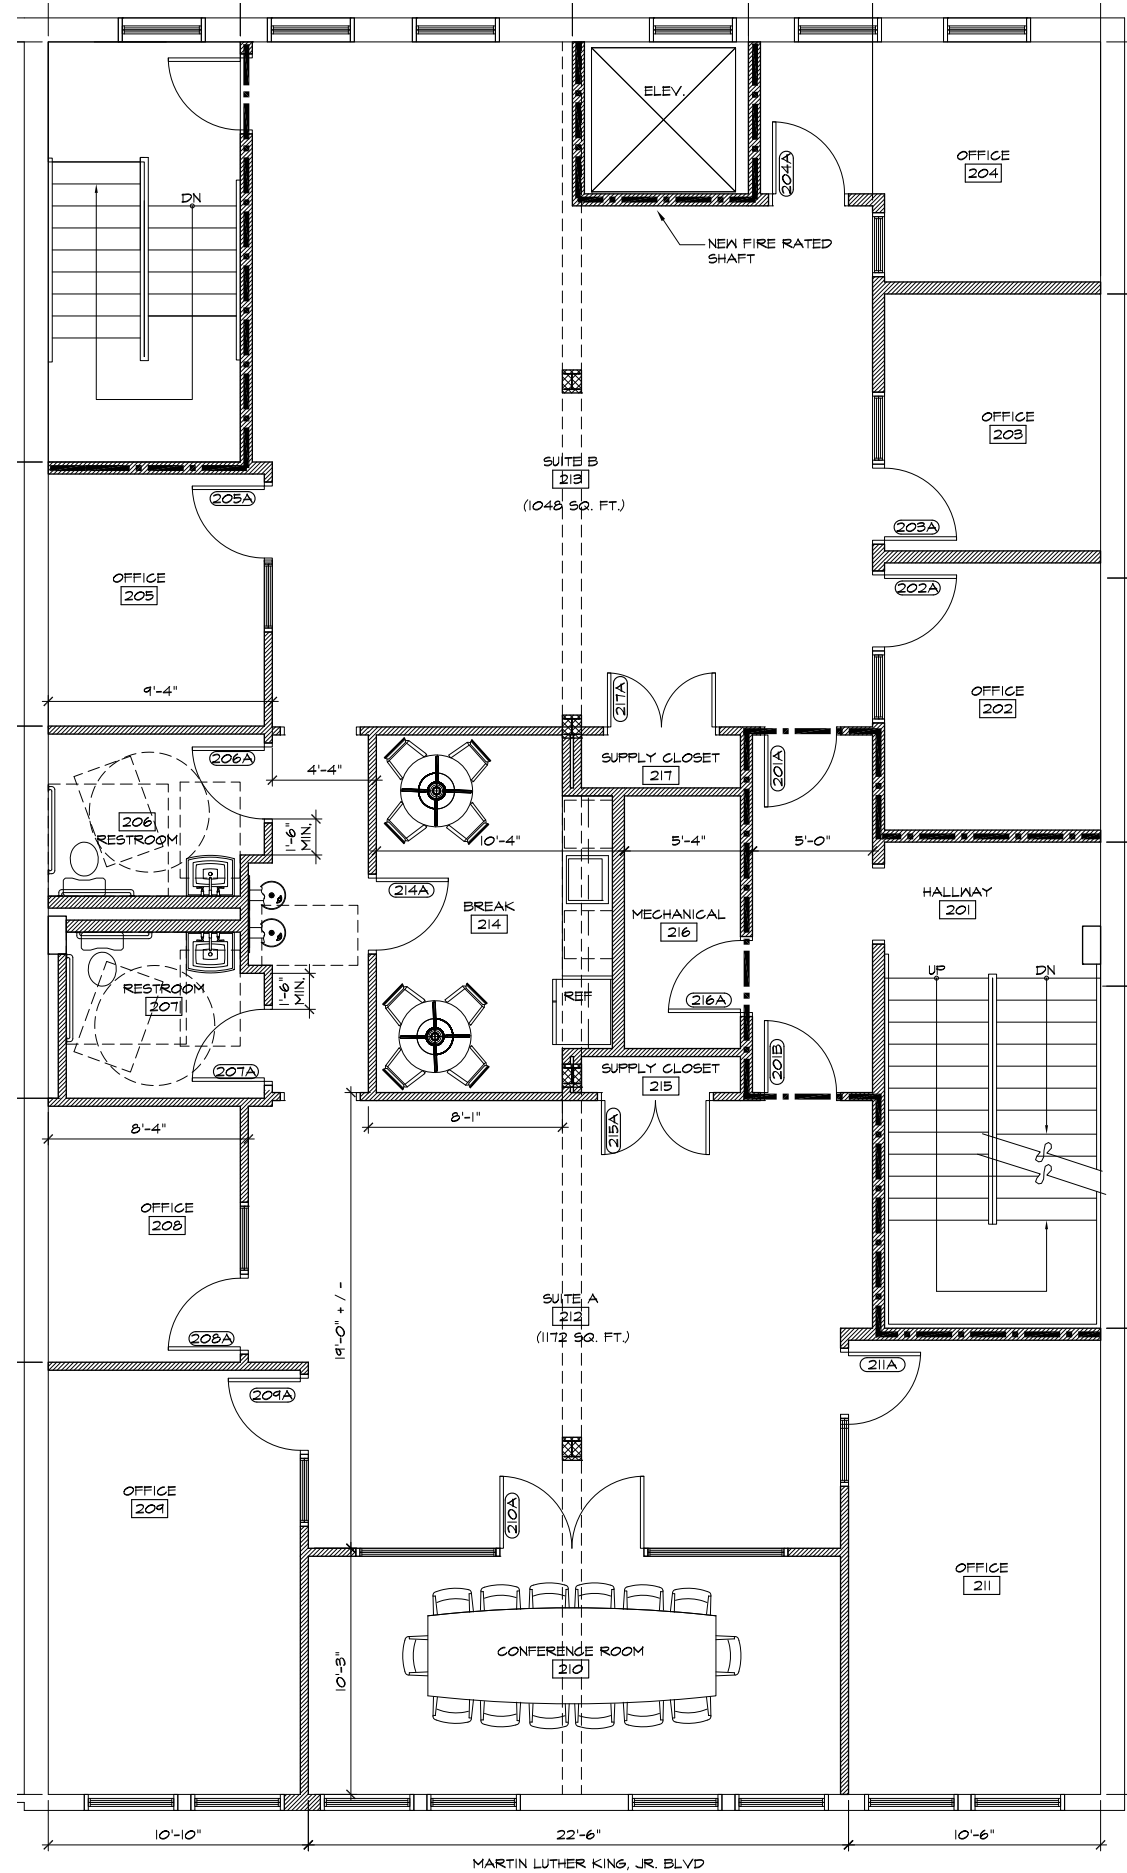 ELEV.
OFFICE
204
204A
DN
NEW FIRE RATED
SHAFT
OFFICE
203
SUITE B
213
(1048 SQ. FT.)
205A
203A
OFFICE
205
202A
9'-4"
217A
OFFICE
202
206A
4'-4"
SUPPLY CLOSET
217
201A
206
RESTROOM
1'-6"
MIN.
10'-4"
5'-4"
5'-0"
214A
BREAK
214
MECHANICAL
216
HALLWAY
201
UP
DN
RESTROOM
207
1'-6"
MIN.
REF
216A
207A
SUPPLY CLOSET
215
201B
8'-4"
8'-1"
215A
OFFICE
208
19'-0" + / -
SUITE A
212
(1172 SQ. FT.)
208A
211A
209A
OFFICE
209
210A
OFFICE
211
10'-3"
CONFERENCE ROOM
210
10'-10"
22'-6"
10'-6"
MARTIN LUTHER KING, JR. BLVD